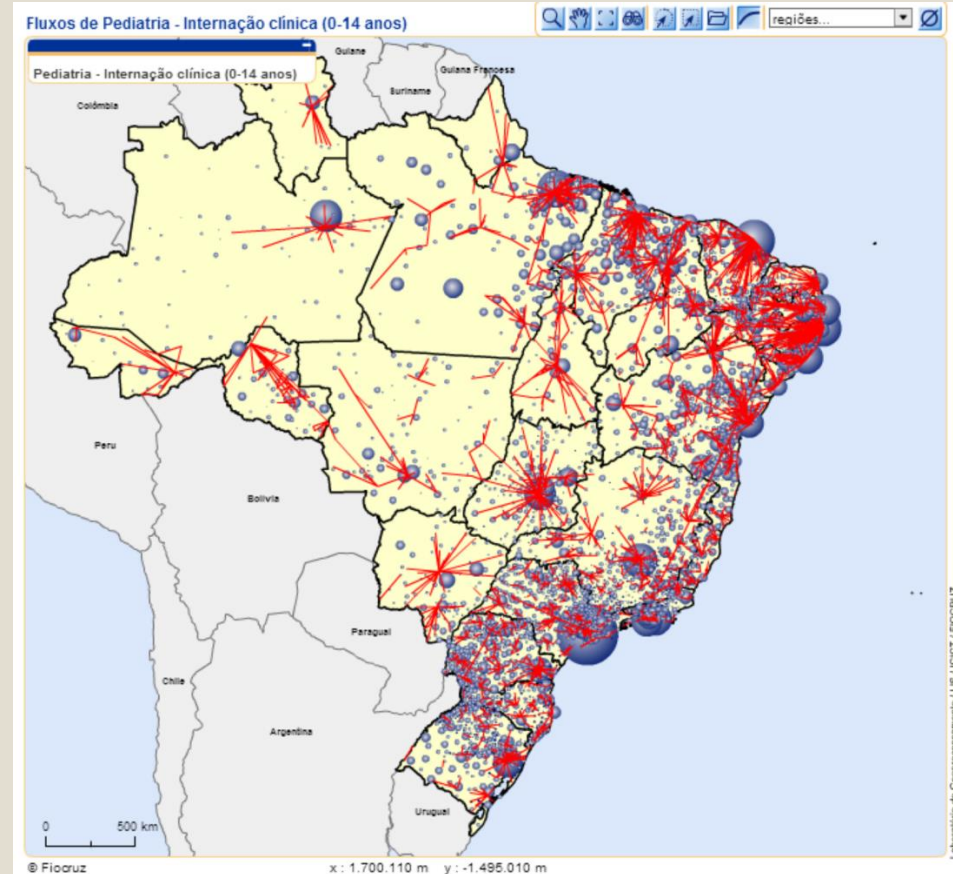 Fluxos de Pediatria - Internação clínica (0-14 anos)
regiões...
Pediatria - Internação clínica (0-14 anos)
Guiane
Guiana Francesa
Suriname
Colômbia
Peru
Bolívia
Paraguai
Chile
Argentina
Uruguai
0 500 km
© Fiocruz
x : 1.700.110 m y : -1.495.010 m